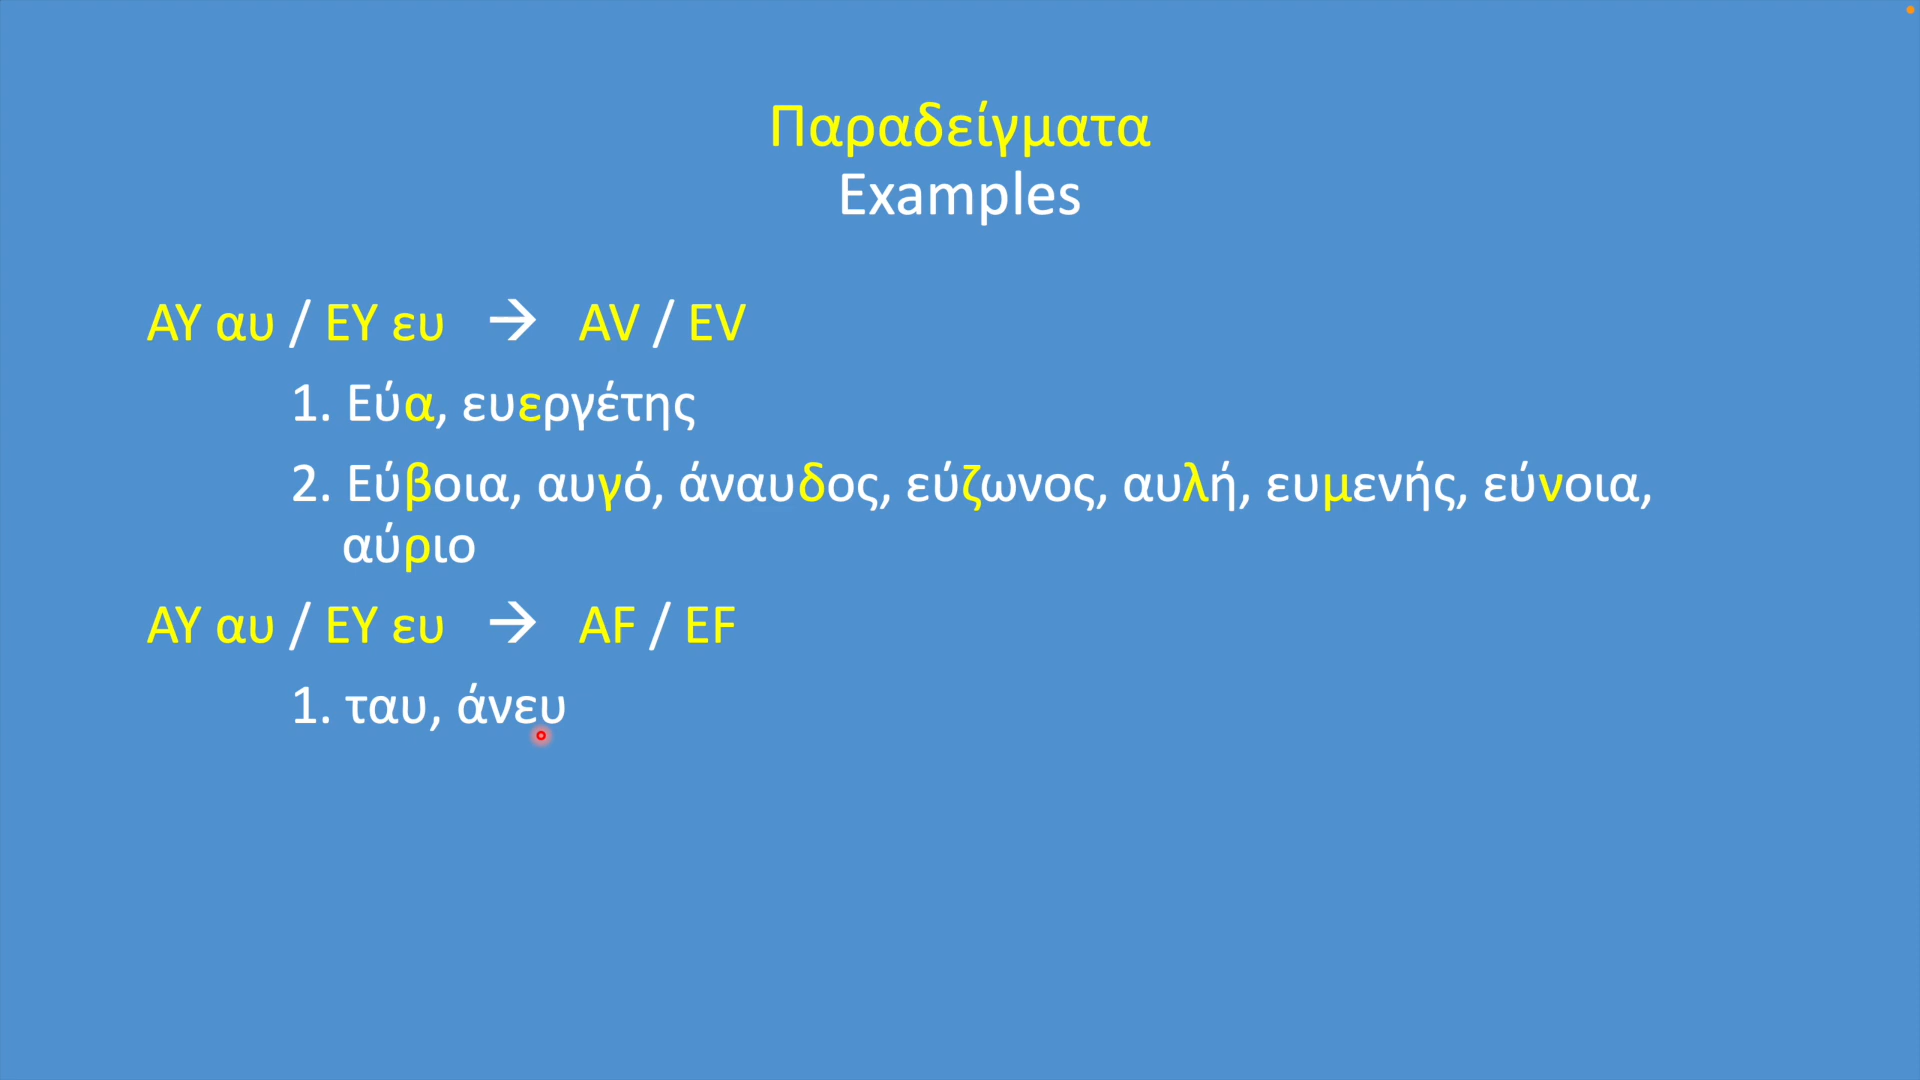 Παραδείγματα
Examples
ΑΥ αυ / ΕΥ ευ → AV / EV
1. Εύα, ευεργέτης
2. Εύβοια, αυγό, άναυδος, εύζωνος, αυλή, ευμενής, εύνοια,
αύριο
ΑΥ αυ / ΕΥ ευ → AF / EF
1. ταυ, άνευ